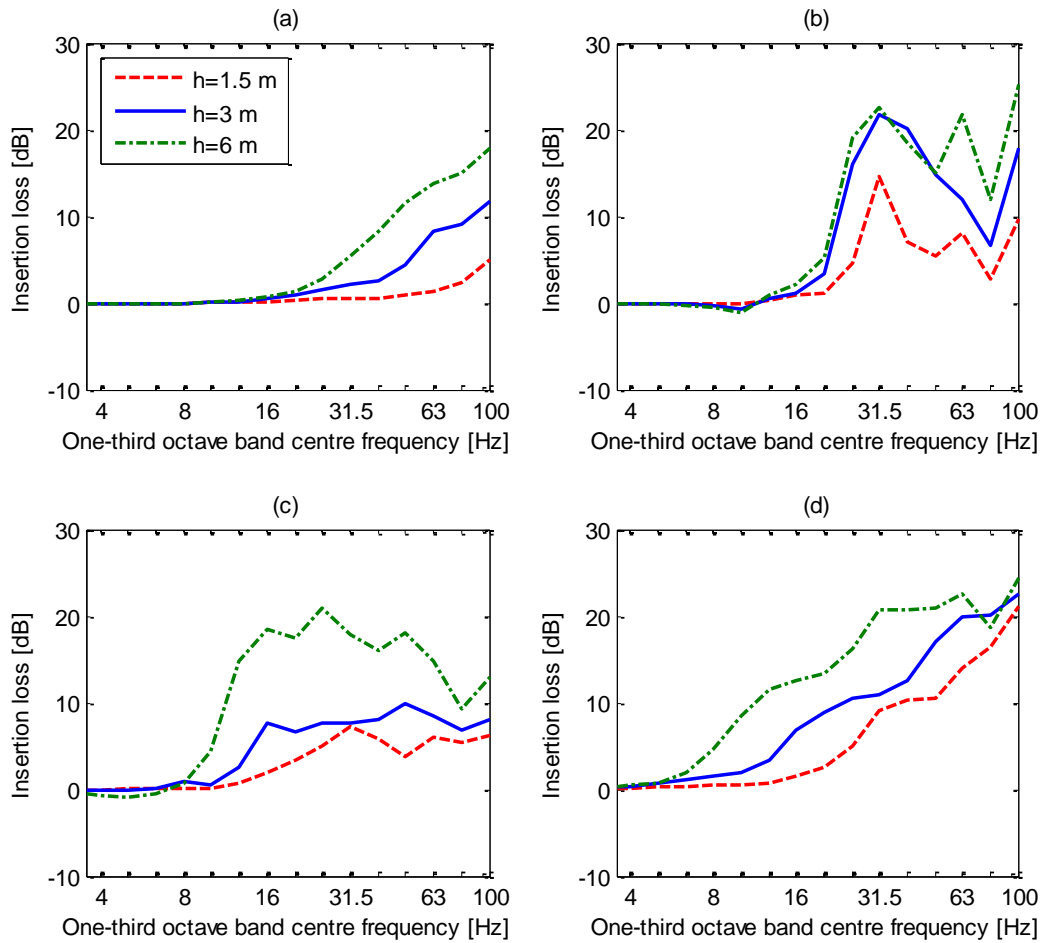 (a)
30
20
10
0
-10
Insertion loss [dB]
h=1.5 m
h=3 m
h=6 m
4 8 16 31.5 63 100
One-third octave band centre frequency [Hz]
(b)
30
20
10
0
-10
Insertion loss [dB]
4 8 16 31.5 63 100
One-third octave band centre frequency [Hz]
(c)
30
20
10
0
-10
Insertion loss [dB]
4 8 16 31.5 63 100
One-third octave band centre frequency [Hz]
(d)
30
20
10
0
-10
Insertion loss [dB]
4 8 16 31.5 63 100
One-third octave band centre frequency [Hz]